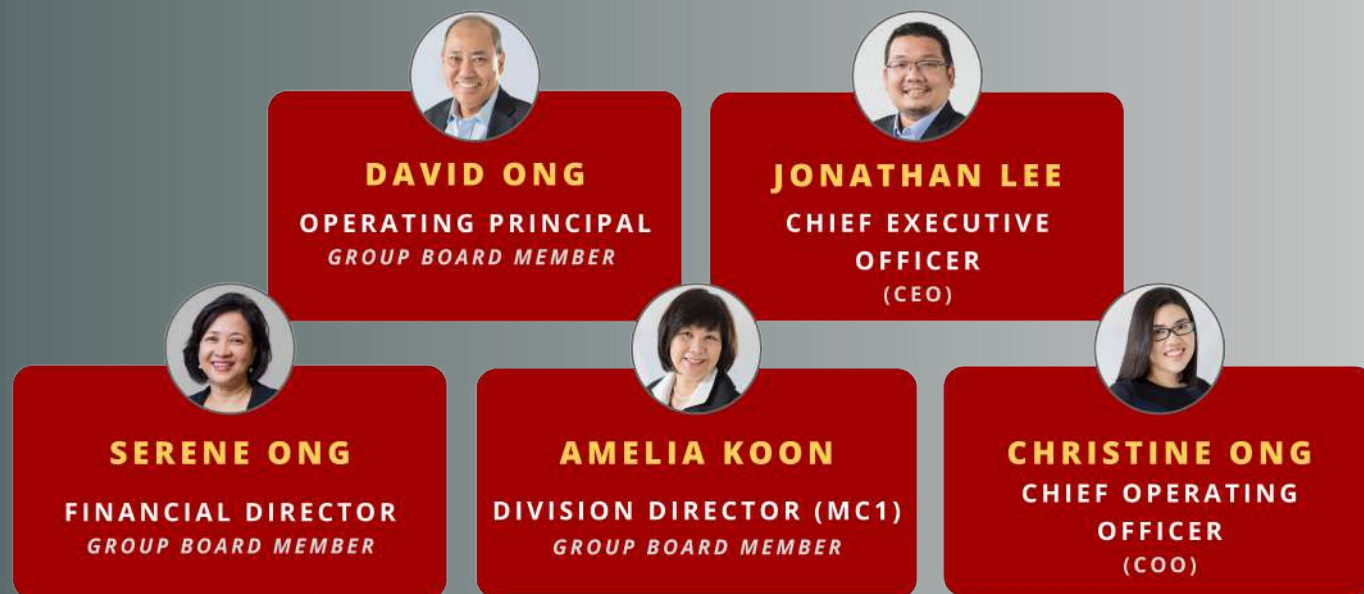 DAVID ONG
OPERATING PRINCIPAL
GROUP BOARD MEMBER
JONATHAN LEE
CHIEF EXECUTIVE
OFFICER
(CEO)
SERENE ONG
FINANCIAL DIRECTOR
GROUP BOARD MEMBER
AMELIA KOON
DIVISION DIRECTOR (MC1)
GROUP BOARD MEMBER
CHRISTINE ONG
CHIEF OPERATING
OFFICER
(COO)